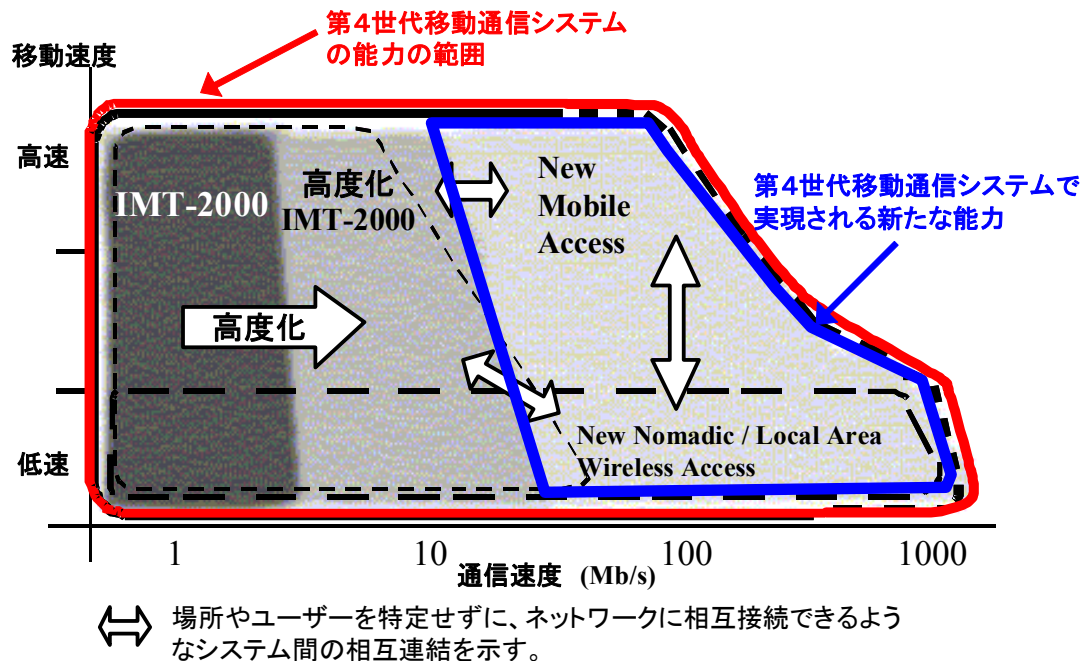 第4世代移動通信システム
の能力の範囲
移動速度
高速
IMT-2000
高度化
IMT-2000
New
Mobile
Access
第4世代移動通信システムで
実現される新たな能力
高度化
低速
New Nomadic / Local Area
Wireless Access
1
10
100
1000
通信速度 (Mb/s)
場所やユーザーを特定せずに、ネットワークに相互接続できるよう
なシステム間の相互連結を示す。